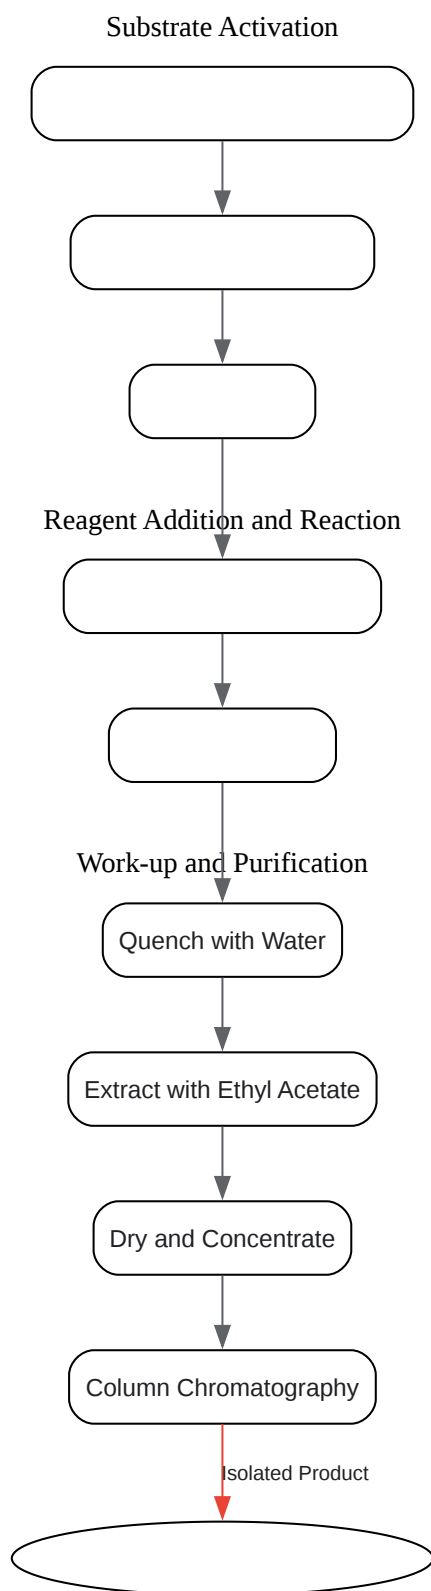 Substrate Activation
Reagent Addition and Reaction
Work-up and Purification
Quench with Water
Extract with Ethyl Acetate
Dry and Concentrate
Column Chromatography
Isolated Product